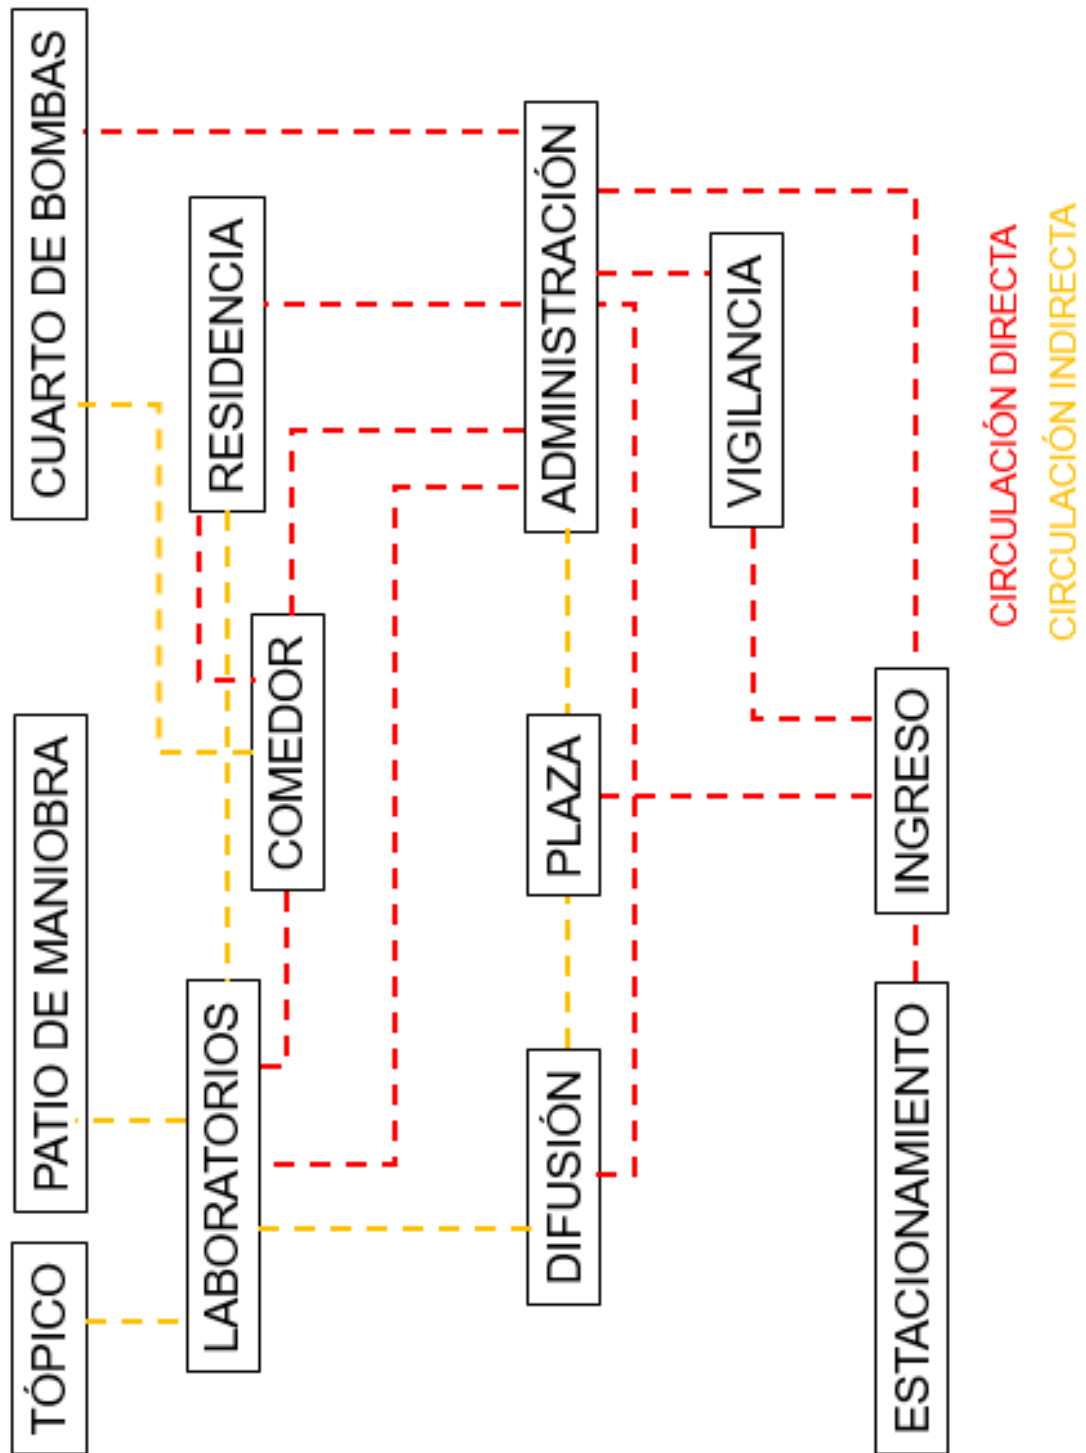 TÓPICO
PATIO DE MANIOBRA
CUARTO DE BOMBAS
LABORATORIOS
RESIDENCIA
COMEDOR
DIFUSIÓN
PLAZA
ADMINISTRACIÓN
VIGILANCIA
ESTACIONAMIENTO
INGRESO
CIRCULACIÓN DIRECTA
CIRCULACIÓN INDIRECTA